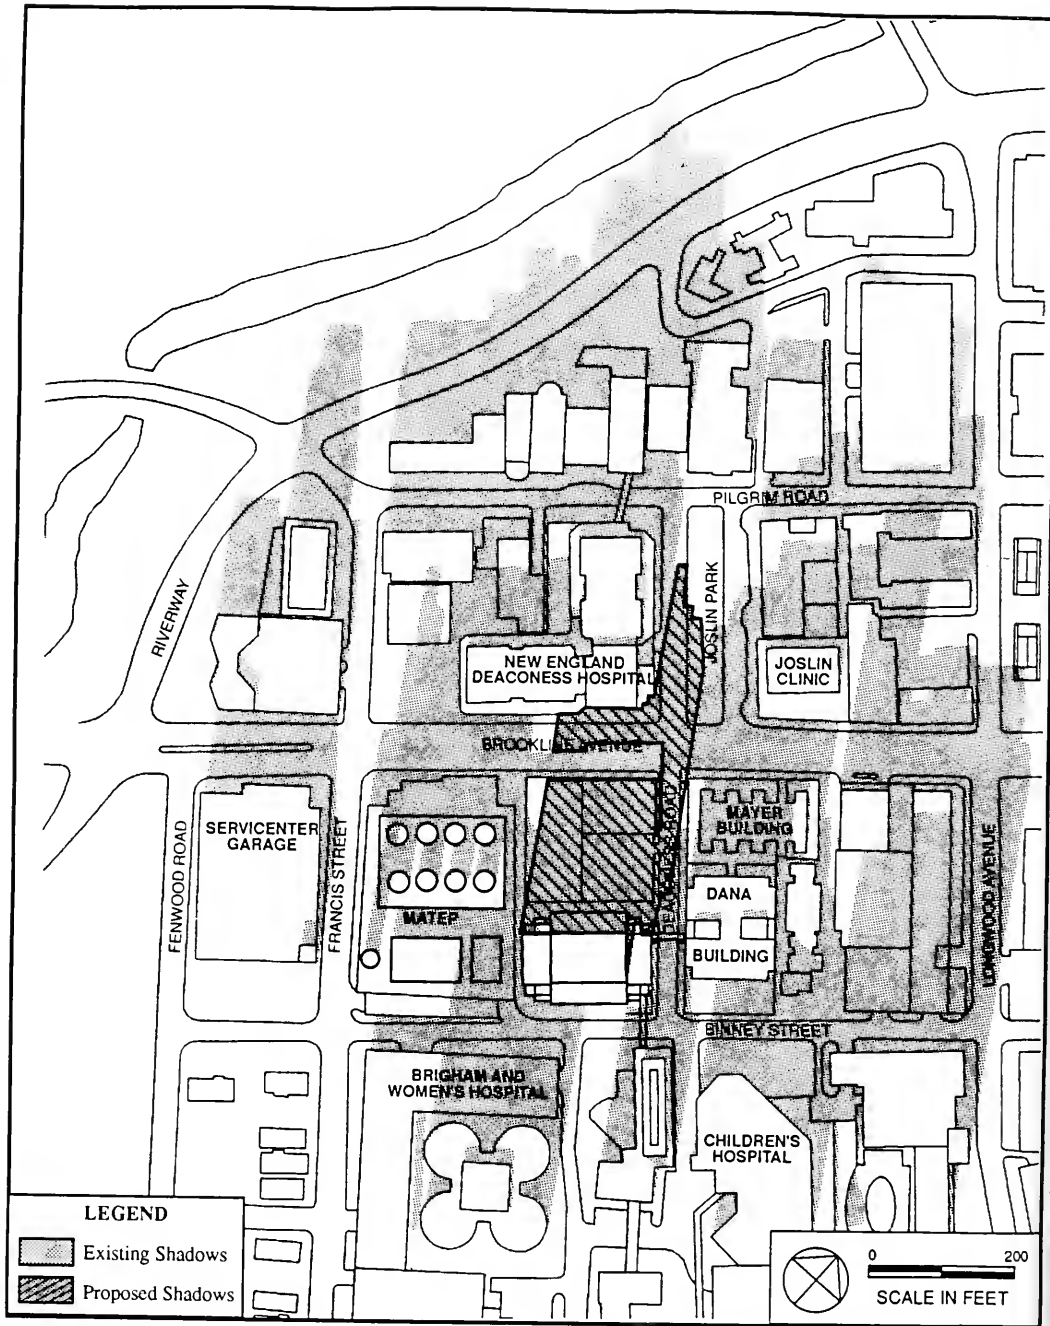 PILGRIM ROAD
RIVERWAY
JOSLIN PARK
NEW ENGLAND
DEACONESS HOSPITAL
JOSLIN
CLINIC
BROOKLINE AVENUE
FENWOOD ROAD
SERVICENTER
GARAGE
FRANCIS STREET
MATEP
DEACONESS ROAD
MAYER
BUILDING
DANA
BUILDING
LONGWOOD AVENUE
BINNEY STREET
BRIGHAM AND
WOMEN'S HOSPITAL
CHILDREN'S
HOSPITAL
LEGEND
Existing Shadows
Proposed Shadows
0 200
SCALE IN FEET